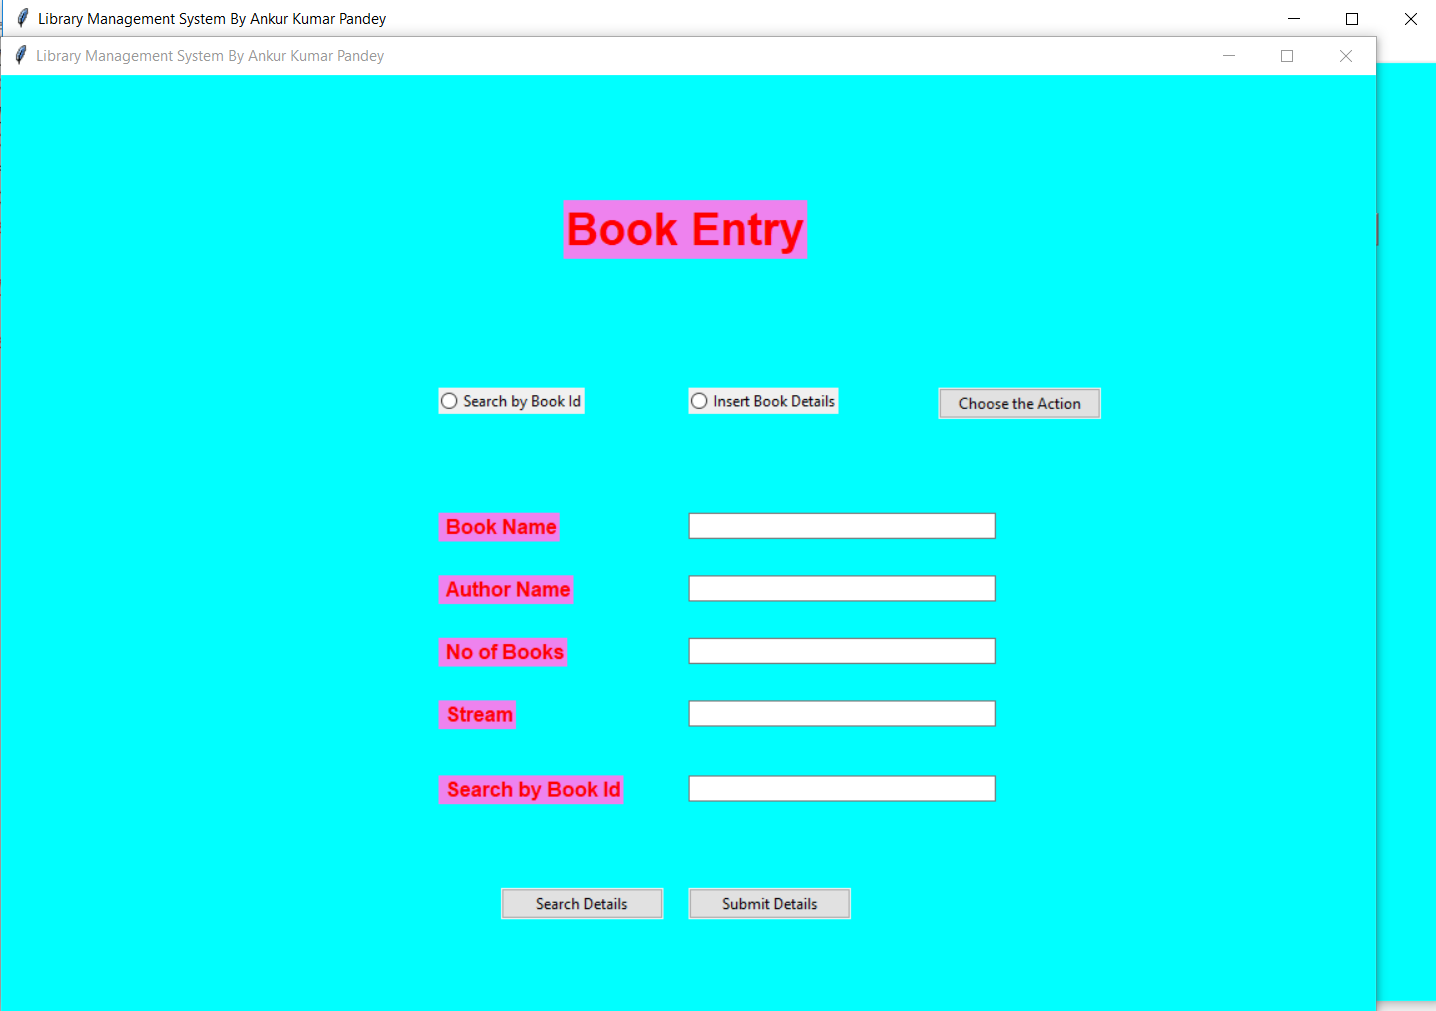 Library Management System By Ankur Kumar Pandey
Library Management System By Ankur Kumar Pandey
Book Entry
Search by Book Id
Insert Book Details
Choose the Action
Book Name
Author Name
No of Books
Stream
Search by Book Id
Search Details
Submit Details